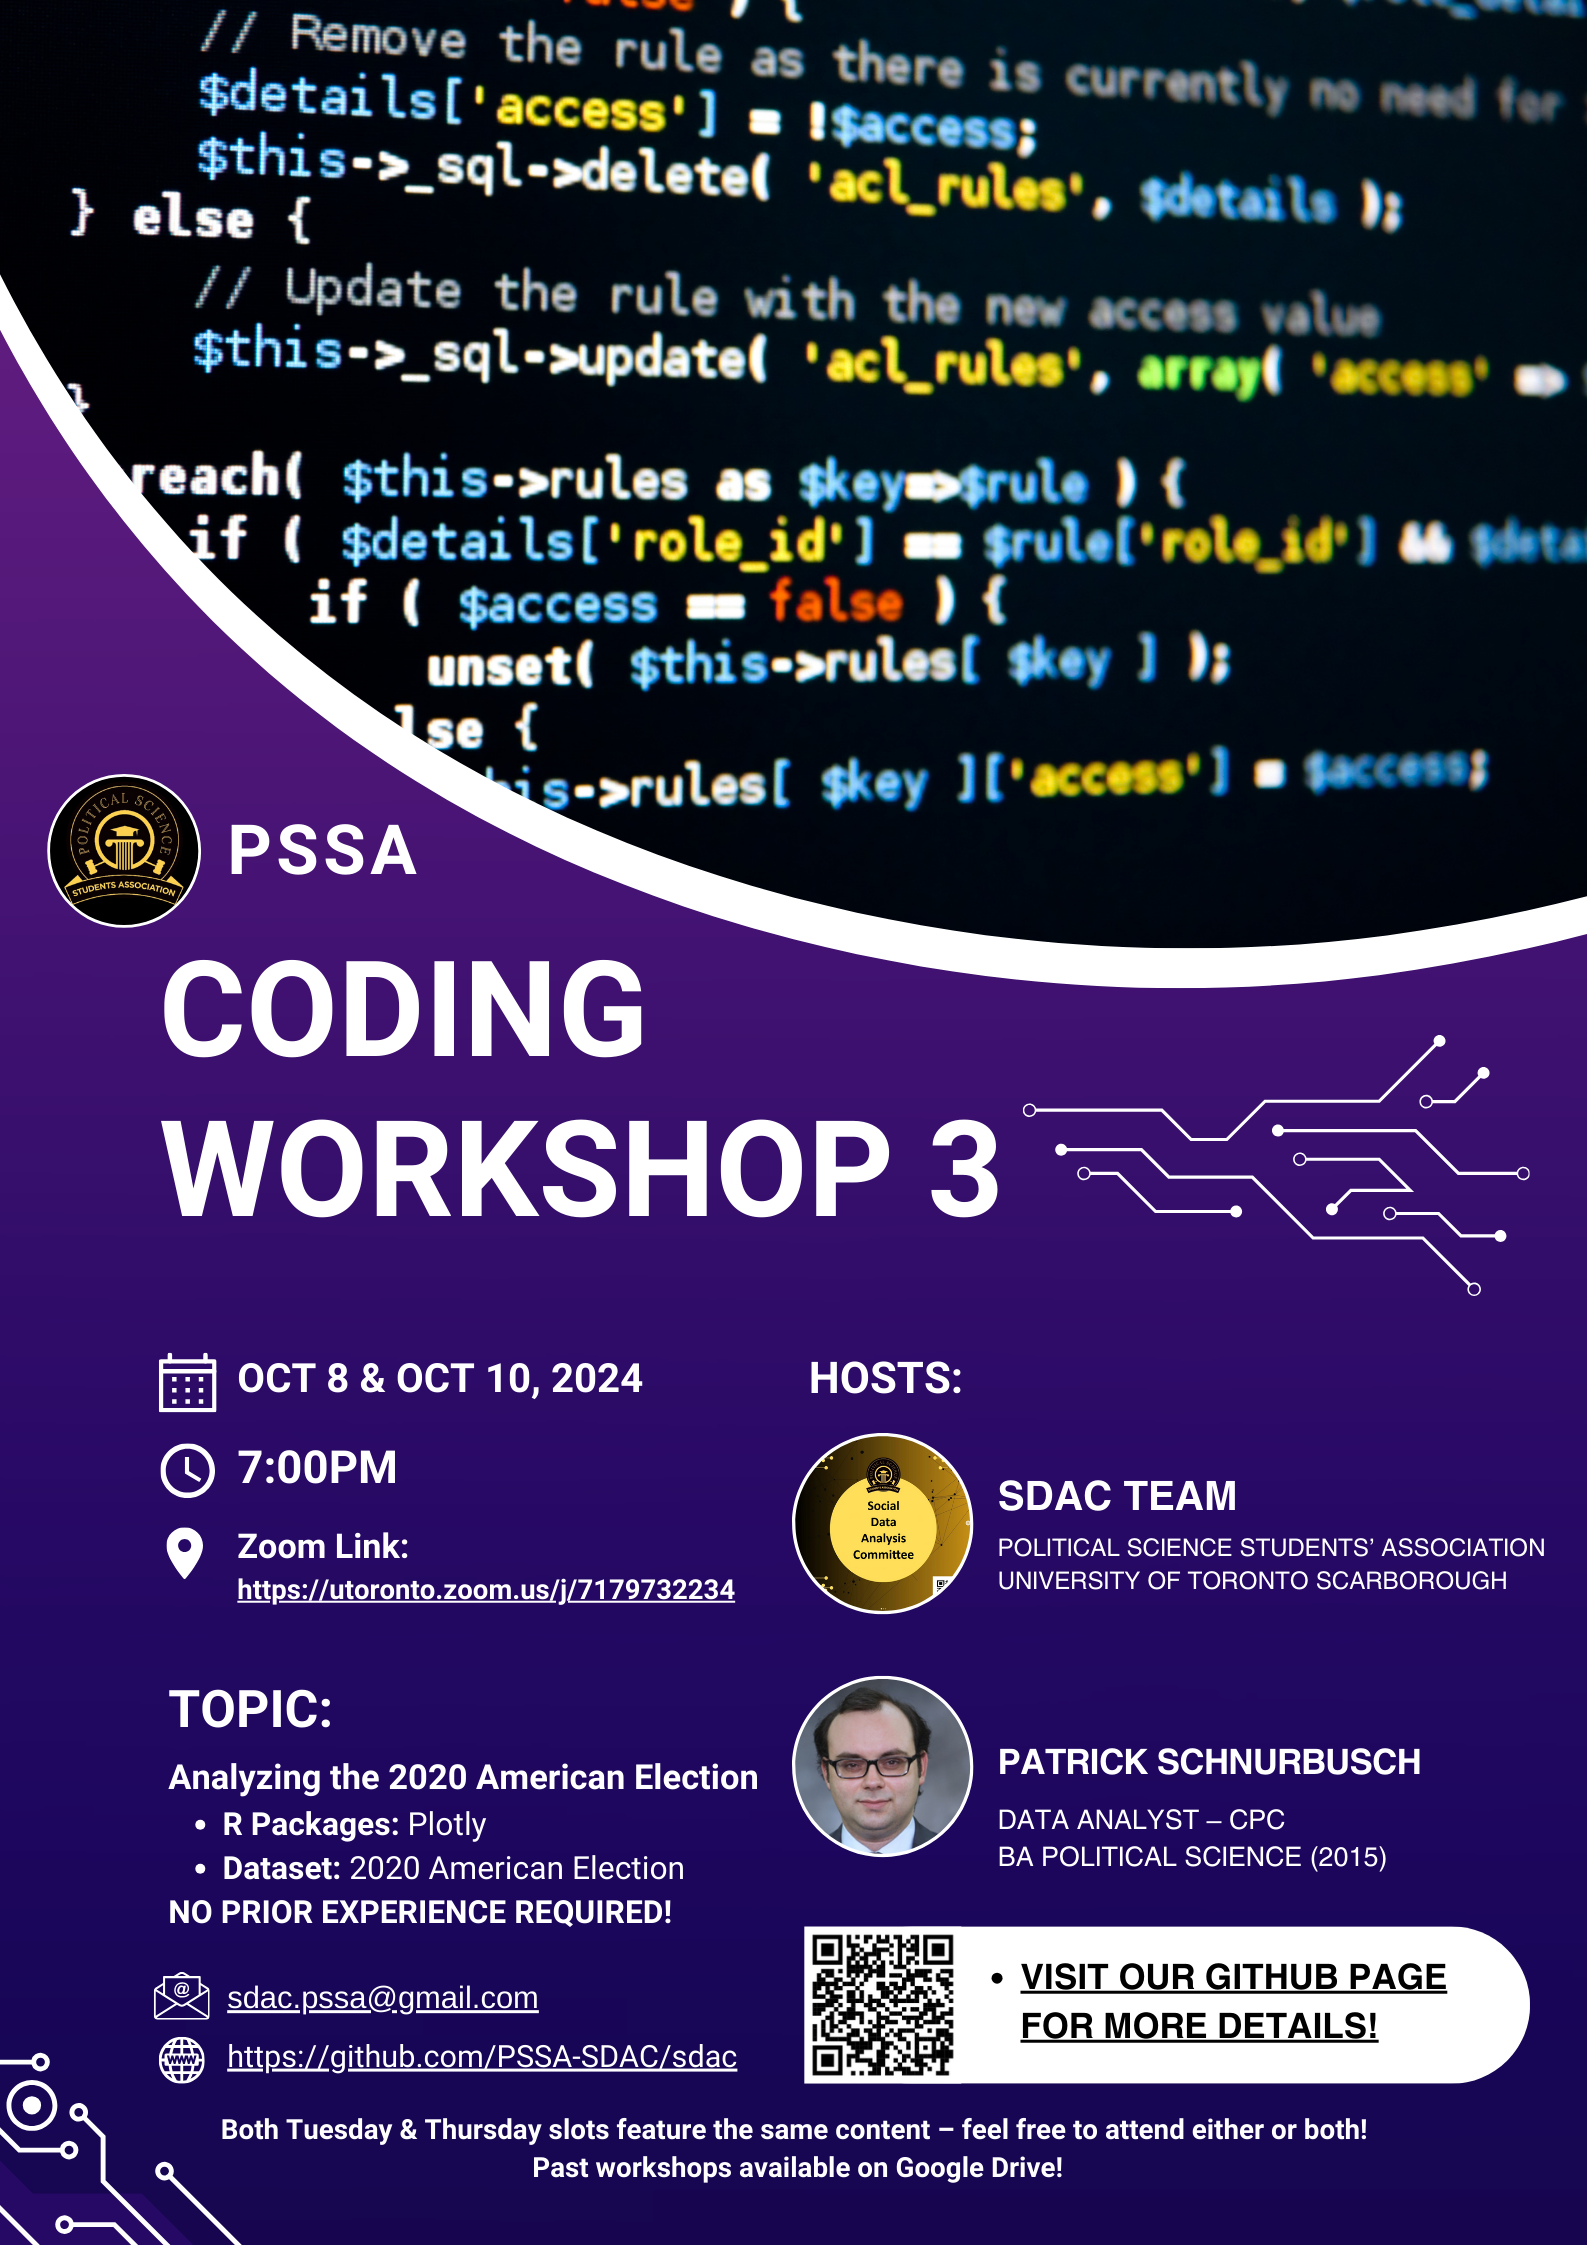 false ) {
// Remove the rule as there is currently no need for
$details['access'] = !$access;
$this->_sql->delete( 'acl_rules', $details );
} else {
// Update the rule with the new access value
$this->_sql->update( 'acl_rules', array( 'access' =>
}
reach( $this->rules as $key=>$rule ) {
if ( $details['role_id'] == $rule['role_id'] && $deta
if ( $access == false ) {
unset( $this->rules[ $key ] );
lse {
is->rules[ $key ]['access'] = $access;
POLITICAL SCIENCE
STUDENTS ASSOCIATION
PSSA
CODING
WORKSHOP 3
OCT 8 & OCT 10, 2024
7:00PM
Zoom Link:
https://utoronto.zoom.us/j/7179732234
HOSTS:
Social
Data
Analysis
Committee
SDAC TEAM
POLITICAL SCIENCE STUDENTS’ ASSOCIATION
UNIVERSITY OF TORONTO SCARBOROUGH
TOPIC:
Analyzing the 2020 American Election
• R Packages: Plotly
• Dataset: 2020 American Election
NO PRIOR EXPERIENCE REQUIRED!
PATRICK SCHNURBUSCH
DATA ANALYST – CPC
BA POLITICAL SCIENCE (2015)
sdac.pssa@gmail.com
www
https://github.com/PSSA-SDAC/sdac
• VISIT OUR GITHUB PAGE
FOR MORE DETAILS!
Both Tuesday & Thursday slots feature the same content – feel free to attend either or both!
Past workshops available on Google Drive!